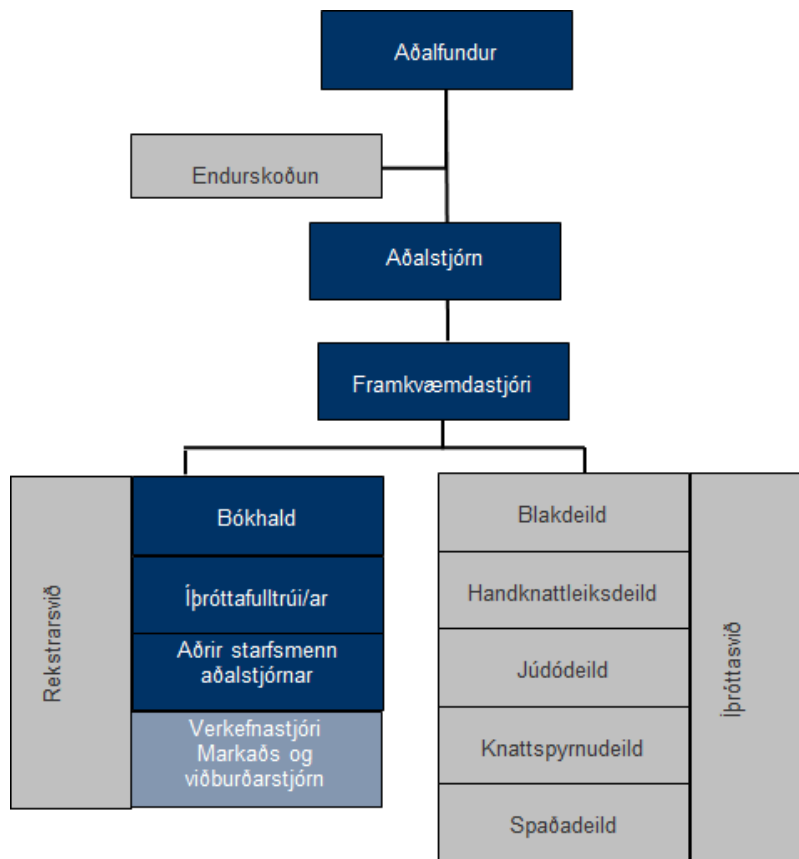 Aðalfundur
Endurskoðun
Aðalstjórn
Framkvæmdastjóri
Rekstrarsvið
Bókhald
Íþróttafulltrúi/ar
Aðrir starfsmenn
aðalstjórnar
Verkefnastjóri
Markaðs og
viðburðarstjórn
Blakdeild
Handknattleiksdeild
Júdódeild
Knattspyrnudeild
Spaðadeild
Íþróttasvið